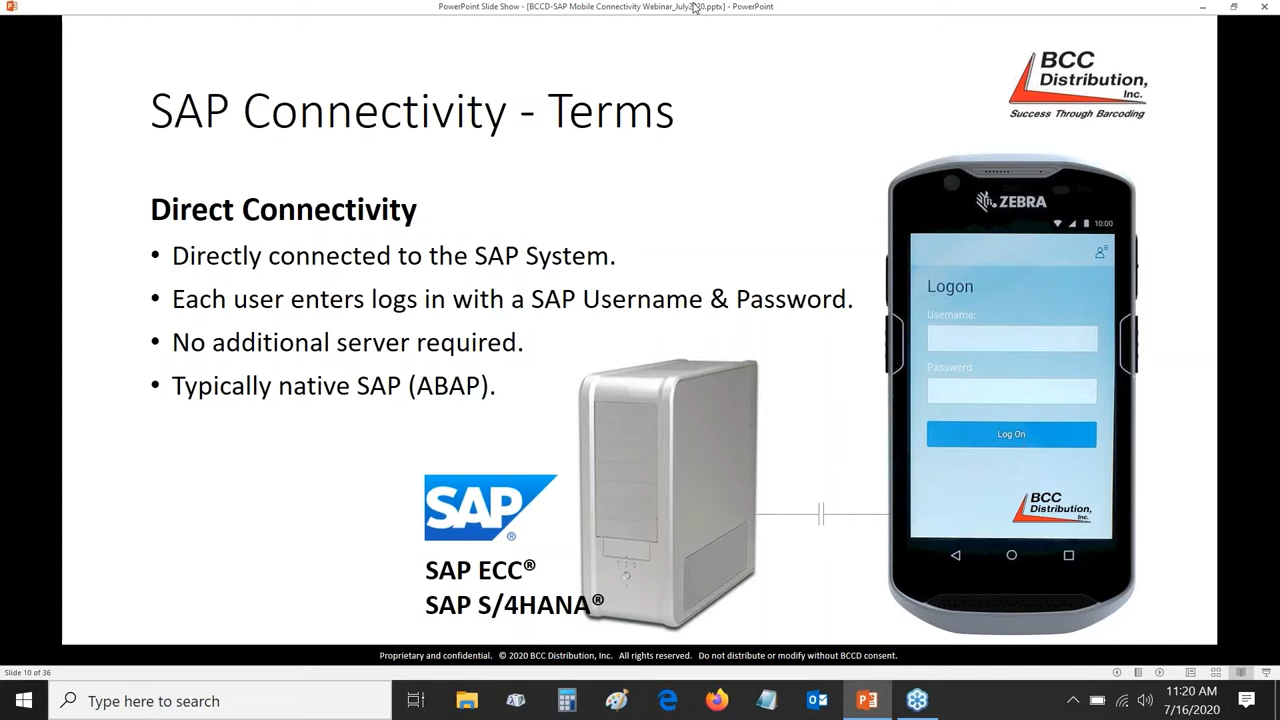 PowerPoint Slide Show - [BCCD-SAP Mobile Connectivity Webinar_July2020.pptx] - PowerPoint
BCC
Distribution,
Inc.
Success Through Barcoding
SAP Connectivity - Terms
Direct Connectivity
• Directly connected to the SAP System.
• Each user enters logs in with a SAP Username & Password.
• No additional server required.
• Typically native SAP (ABAP).
SAP®
SAP ECC®
SAP S/4HANA®
ZEBRA
10:00
Logon
Username:
Password:
Log On
BCC
Distribution,
Inc.
Proprietary and confidential. © 2020 BCC Distribution, Inc. All rights reserved. Do not distribute or modify without BCCD consent.
Slide 10 of 36
Type here to search
11:20 AM
7/16/2020